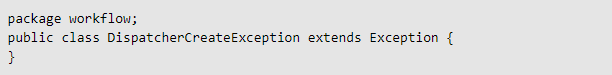 package workflow;
public class DispatcherCreateException extends Exception {
}